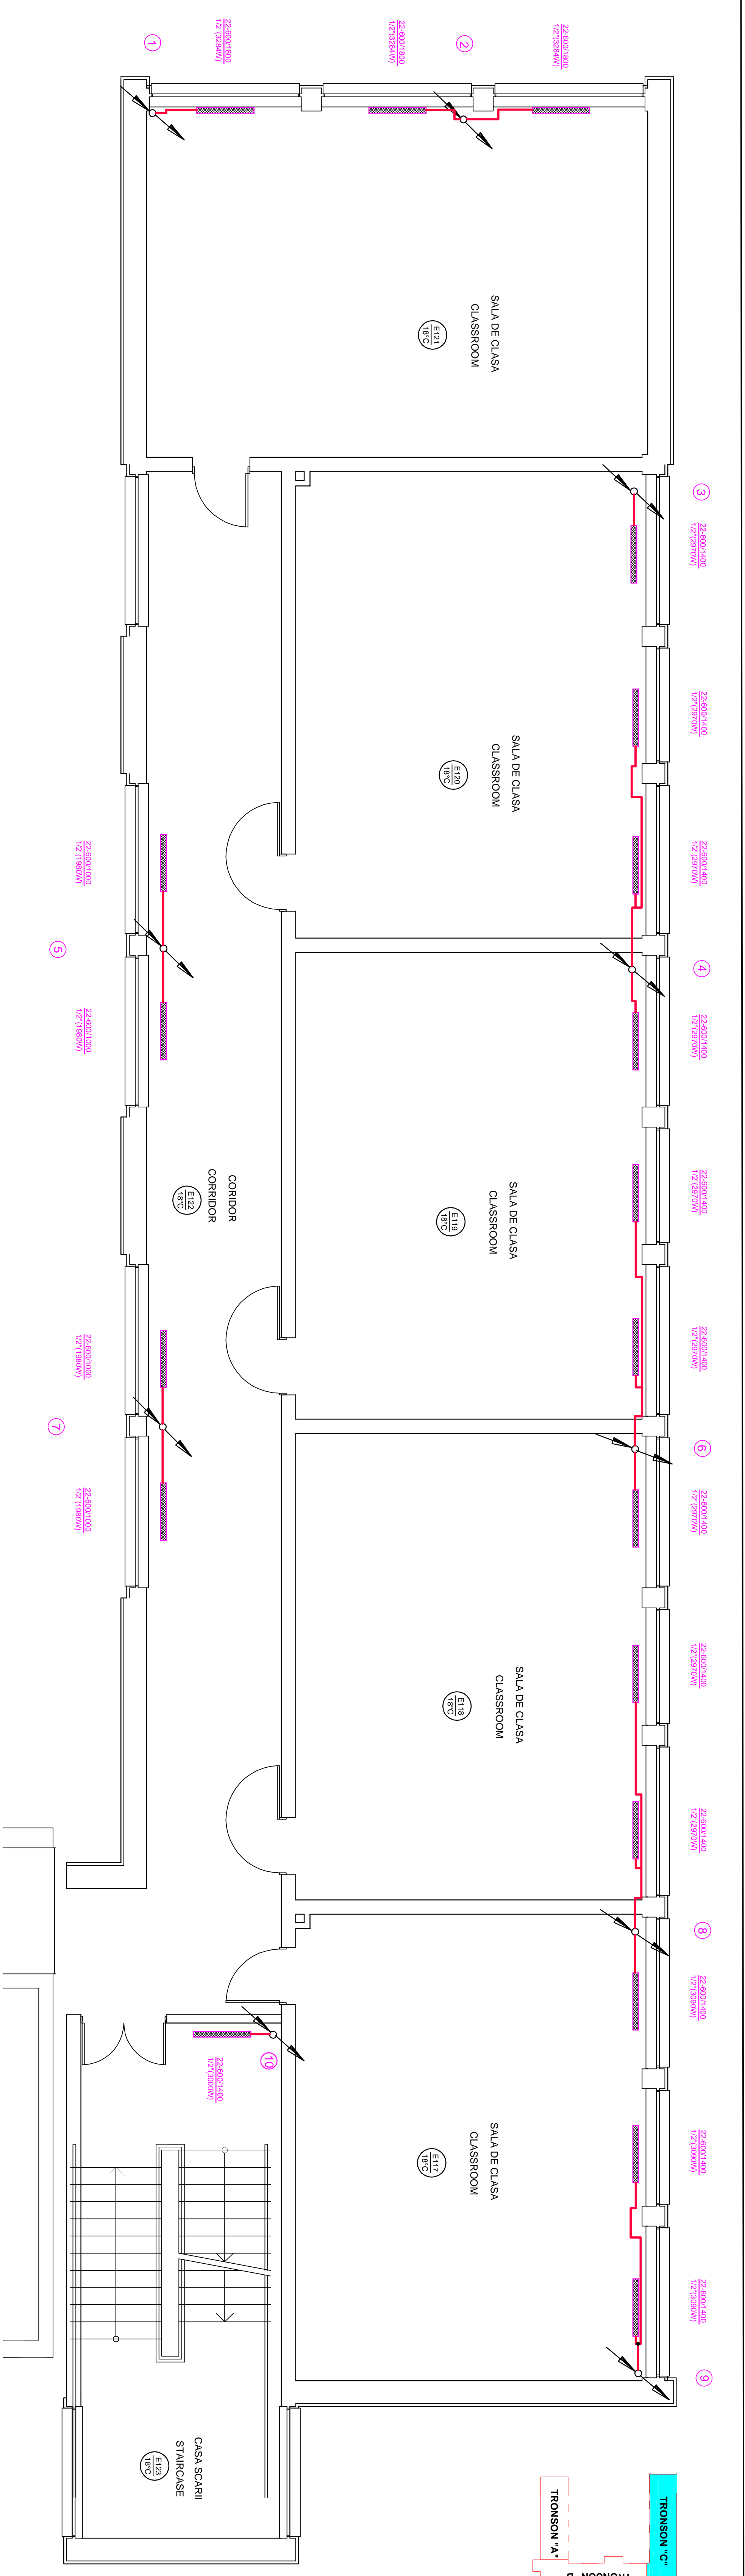 1
22-600/1800
1/2"(3284W)
22-600/1800
1/2"(3284W)
2
22-600/1800
1/2"(3284W)
SALA DE CLASA
CLASSROOM
E121
18°C
3
22-600/1400
1/2"(2970W)
22-600/1400
1/2"(2970W)
22-600/1400
1/2"(2970W)
4
22-600/1400
1/2"(2970W)
22-600/1400
1/2"(2970W)
22-600/1400
1/2"(2970W)
6
22-600/1400
1/2"(2970W)
22-600/1400
1/2"(2970W)
22-600/1400
1/2"(2970W)
8
22-600/1400
1/2"(3090W)
22-600/1400
1/2"(3090W)
22-600/1400
1/2"(3090W)
9
SALA DE CLASA
CLASSROOM
E120
18°C
SALA DE CLASA
CLASSROOM
E119
18°C
SALA DE CLASA
CLASSROOM
E118
18°C
SALA DE CLASA
CLASSROOM
E117
18°C
CORIDOR
CORRIDOR
E122
18°C
10
22-600/1400
1/2"(3000W)
CASA SCARII
STAIRCASE
E123
18°C
22-600/1000
1/2"(1980W)
5
22-600/1000
1/2"(1980W)
22-600/1000
1/2"(1980W)
7
22-600/1000
1/2"(1980W)
TRONSON "C"
TRONSON "A"